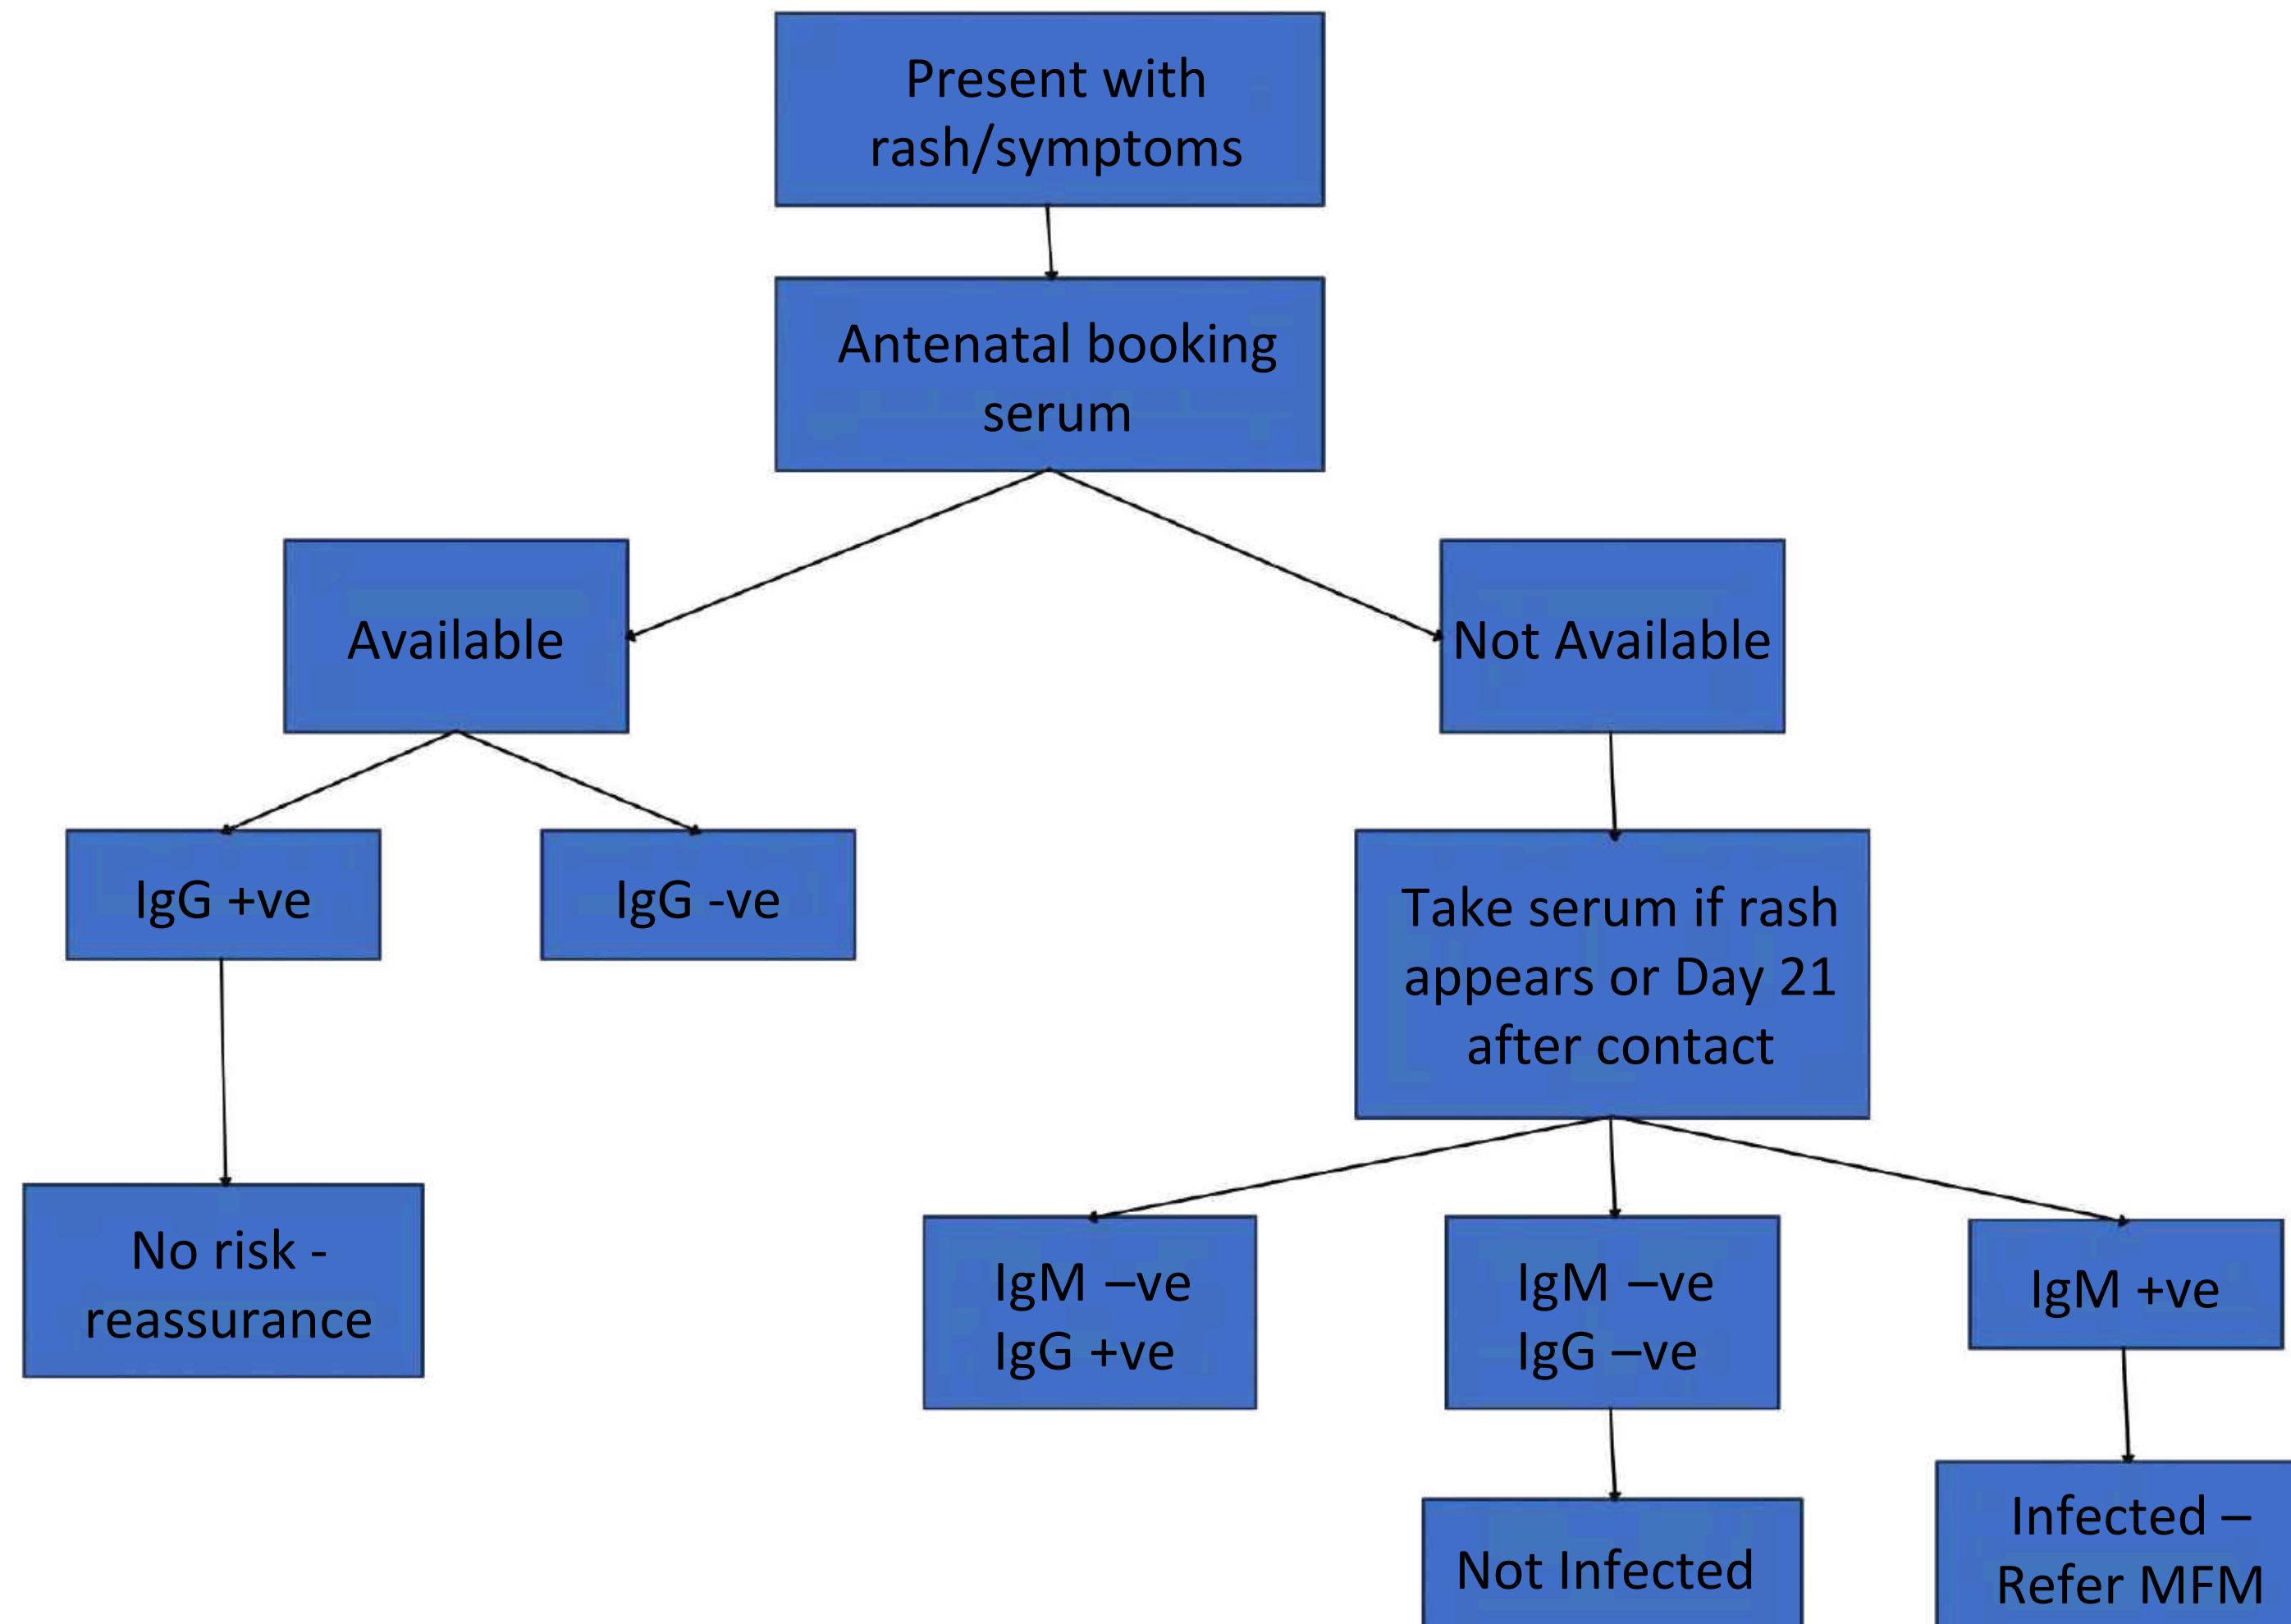 Present with
rash/symptoms
Antenatal booking
serum
Available
Not Available
IgG +ve
IgG -ve
Take serum if rash
appears or Day 21
after contact
No risk -
reassurance
IgM –ve
IgG +ve
IgM –ve
IgG –ve
IgM +ve
Not Infected
Infected –
Refer MFM